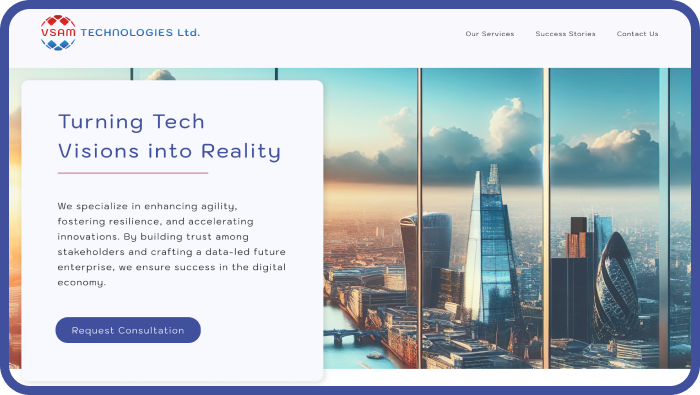 VSAM TECHNOLOGIES Ltd.
Our Services
Success Stories
Contact Us
Turning Tech
Visions into Reality
We specialize in enhancing agility,
fostering resilience, and accelerating
innovations. By building trust among
stakeholders and crafting a data-led future
enterprise, we ensure success in the digital
economy.
Request Consultation